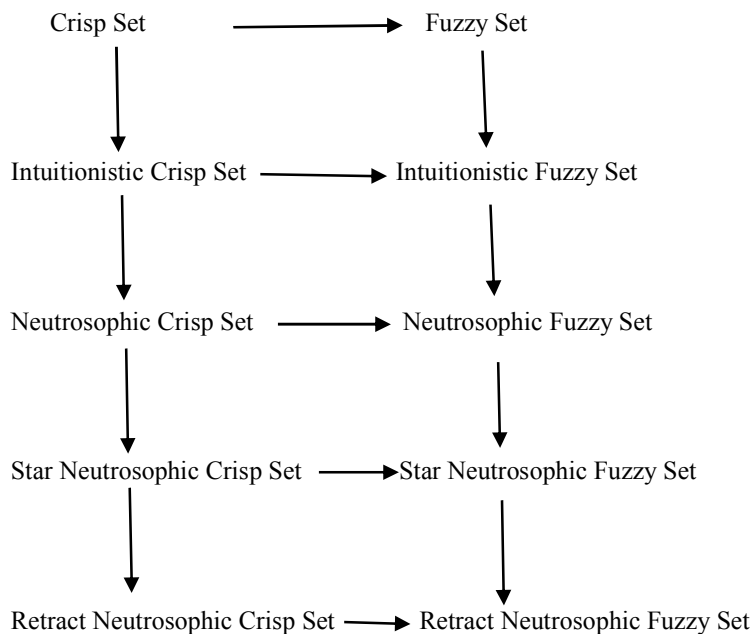 Crisp Set Fuzzy Set
Intuitionistic Crisp Set Intuitionistic Fuzzy Set
Neutrosophic Crisp Set Neutrosophic Fuzzy Set
Star Neutrosophic Crisp Set Star Neutrosophic Fuzzy Set
Retract Neutrosophic Crisp Set Retract Neutrosophic Fuzzy Set